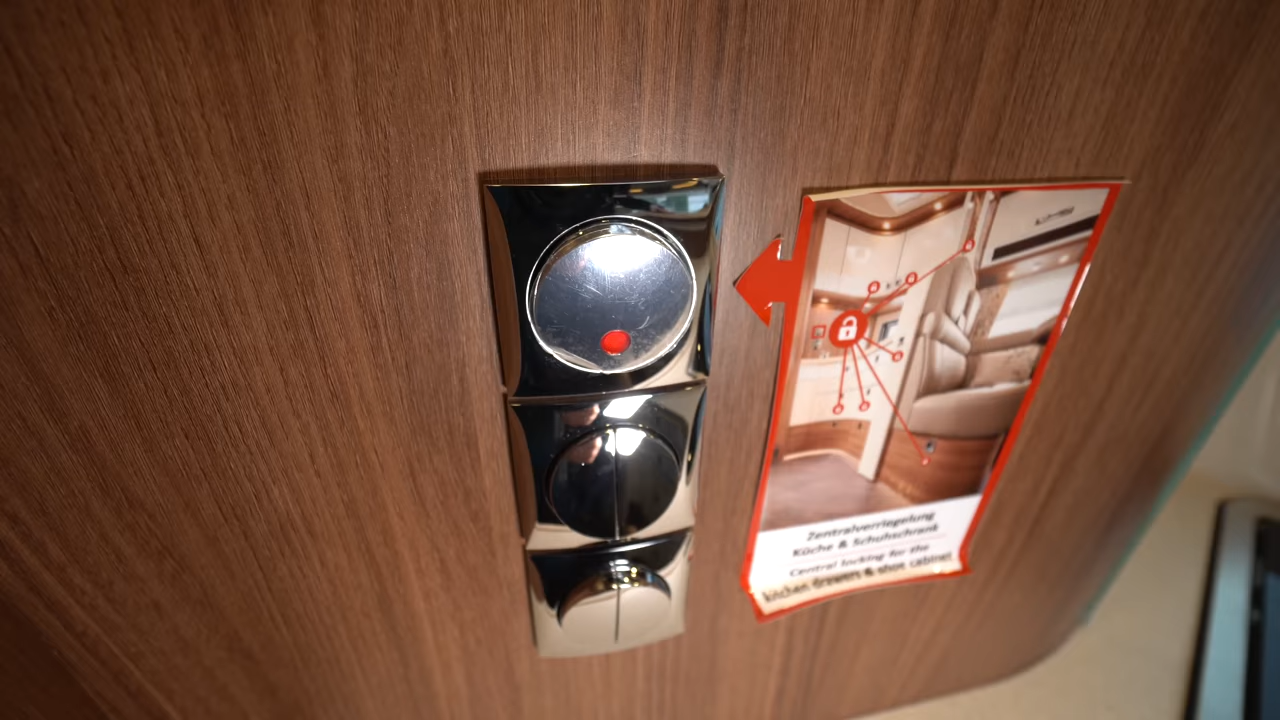 Zentralverriegelung
Küche & Schuhschrank
Central locking for the
kitchen drawers & shoe cabinet